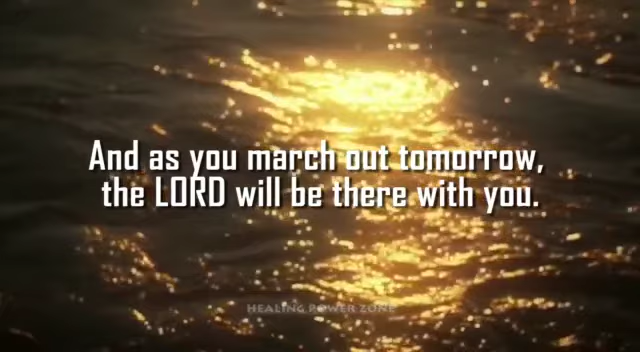 And as you march out tomorrow,
the LORD will be there with you.
HEALING POWER ZONE